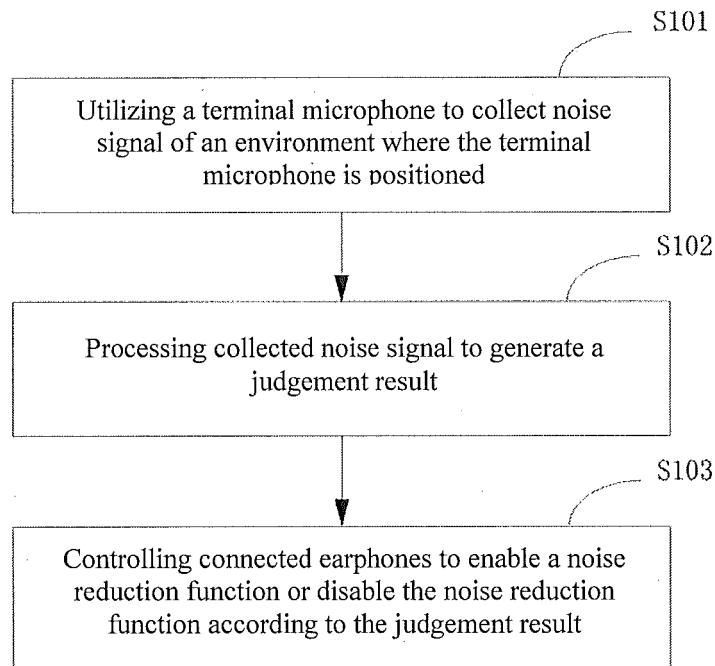 S101
Utilizing a terminal microphone to collect noise
signal of an environment where the terminal
microphone is positioned
S102
Processing collected noise signal to generate a
judgement result
S103
Controlling connected earphones to enable a noise
reduction function or disable the noise reduction
function according to the judgement result